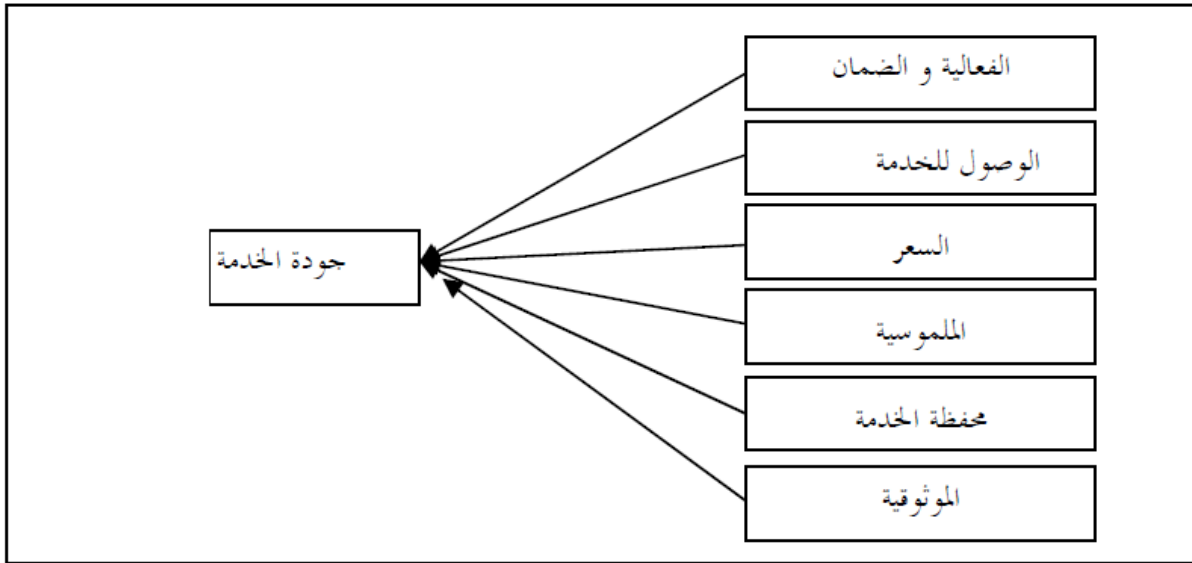 الفعالية و الضمان
الوصول للخدمة
السعر
جودة الخدمة
الملموسية
محفظة الخدمة
الموثوقية